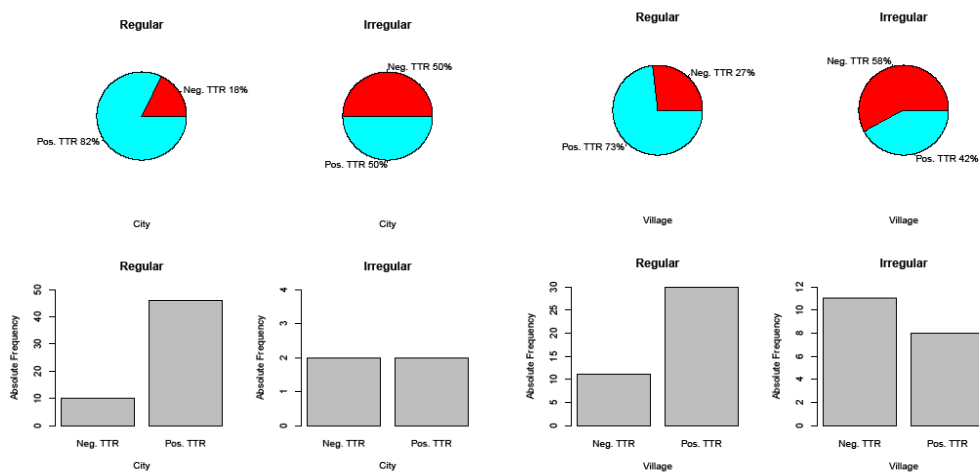 Regular
Neg. TTR 18%
Pos. TTR 82%
City
Irregular
Neg. TTR 50%
Pos. TTR 50%
City
Regular
Neg. TTR 27%
Pos. TTR 73%
Village
Irregular
Neg. TTR 58%
Pos. TTR 42%
Village
Regular
Absolute Frequency
50
40
30
20
10
0
Neg. TTR Pos. TTR
City
Irregular
Absolute Frequency
4
3
2
1
0
Neg. TTR Pos. TTR
City
Regular
Absolute Frequency
30
25
20
15
10
5
0
Neg. TTR Pos. TTR
Village
Irregular
Absolute Frequency
12
10
8
6
4
2
0
Neg. TTR Pos. TTR
Village